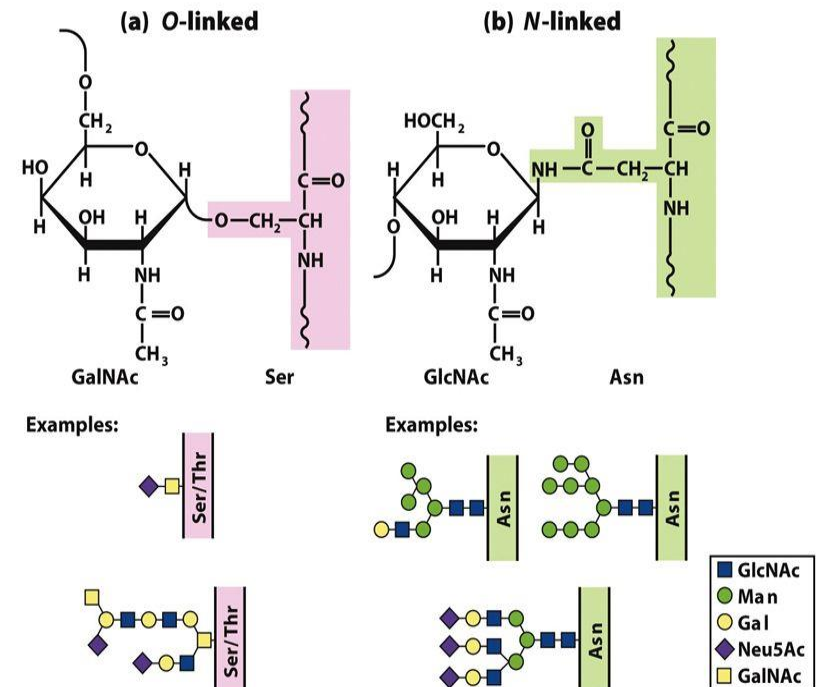 (a) O-linked
O
CH₂
O
HO
H
H
OH
H
H
H
NH
C=O
CH₃
O—CH₂—CH
C=O
NH
GalNAc
Ser
(b) N-linked
HOCH₂
O
H
H
O
OH
H
H
H
NH
C=O
CH₃
O
NH—C—CH₂—CH
C=O
NH
GlcNAc
Asn
Examples:
Ser/Thr
Ser/Thr
Examples:
Asn
Asn
Asn
GlcNAc
Man
Gal
Neu5Ac
GalNAc